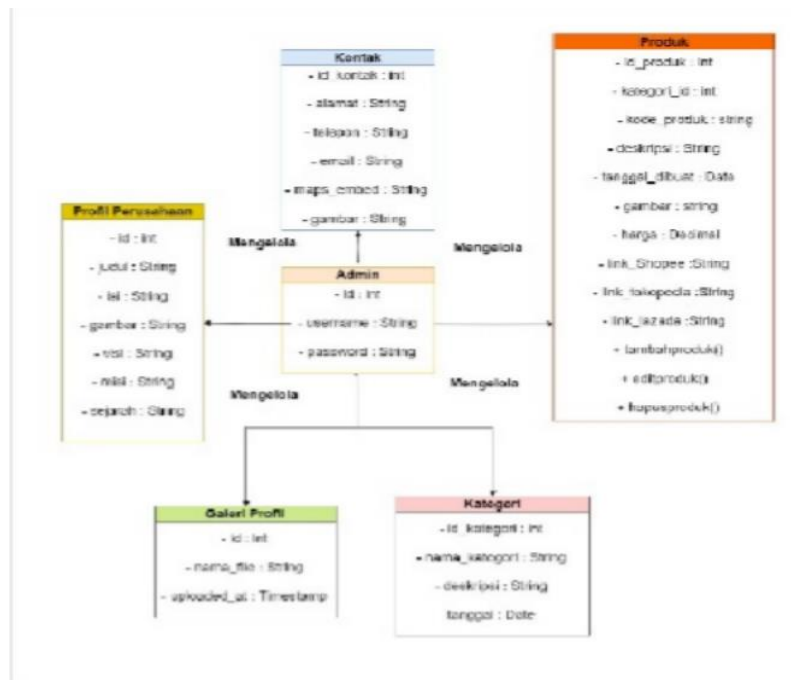 Kontak
- id_kontak : int
- alamat : String
- telepon : String
- email : String
- maps_embed : String
- gambar : String
Produk
- id_produk : int
- kategori_id : int
- kode_produk : string
- deskripsi : String
- tanggal_dibuat : Date
- gambar : string
- harga : Decimal
- link_Shopee :String
- link_tokopedia :String
- link_lazada :String
+ tambahproduk()
+ editproduk()
+ hapusproduk()
Profil Perusahaan
- id : int
- judul : String
- isi : String
- gambar : String
- visi : String
- misi : String
- sejarah : String
Mengelola
Mengelola
Admin
- id : int
- username : String
- password : String
Mengelola
Mengelola
Galeri Profil
- id : int
- nama_file : String
- uploaded_at : Timestamp
Kategori
- id_kategori : int
- nama_kategori : String
- deskripsi : String
tanggal : Date